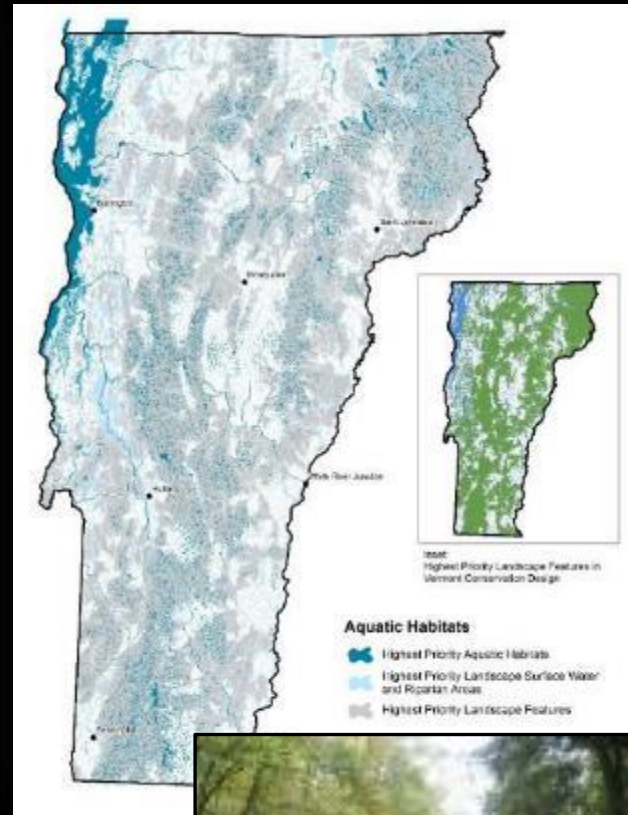 Burlington
Saint Johnsbury
Montpelier
White River Junction
Rutland
Inset:
Highest Priority Landscape Features in
Vermont Conservation Design
Aquatic Habitats
Highest Priority Aquatic Habitats
Highest Priority Landscape Surface Water
and Riparian Areas
Highest Priority Landscape Features
Bennington